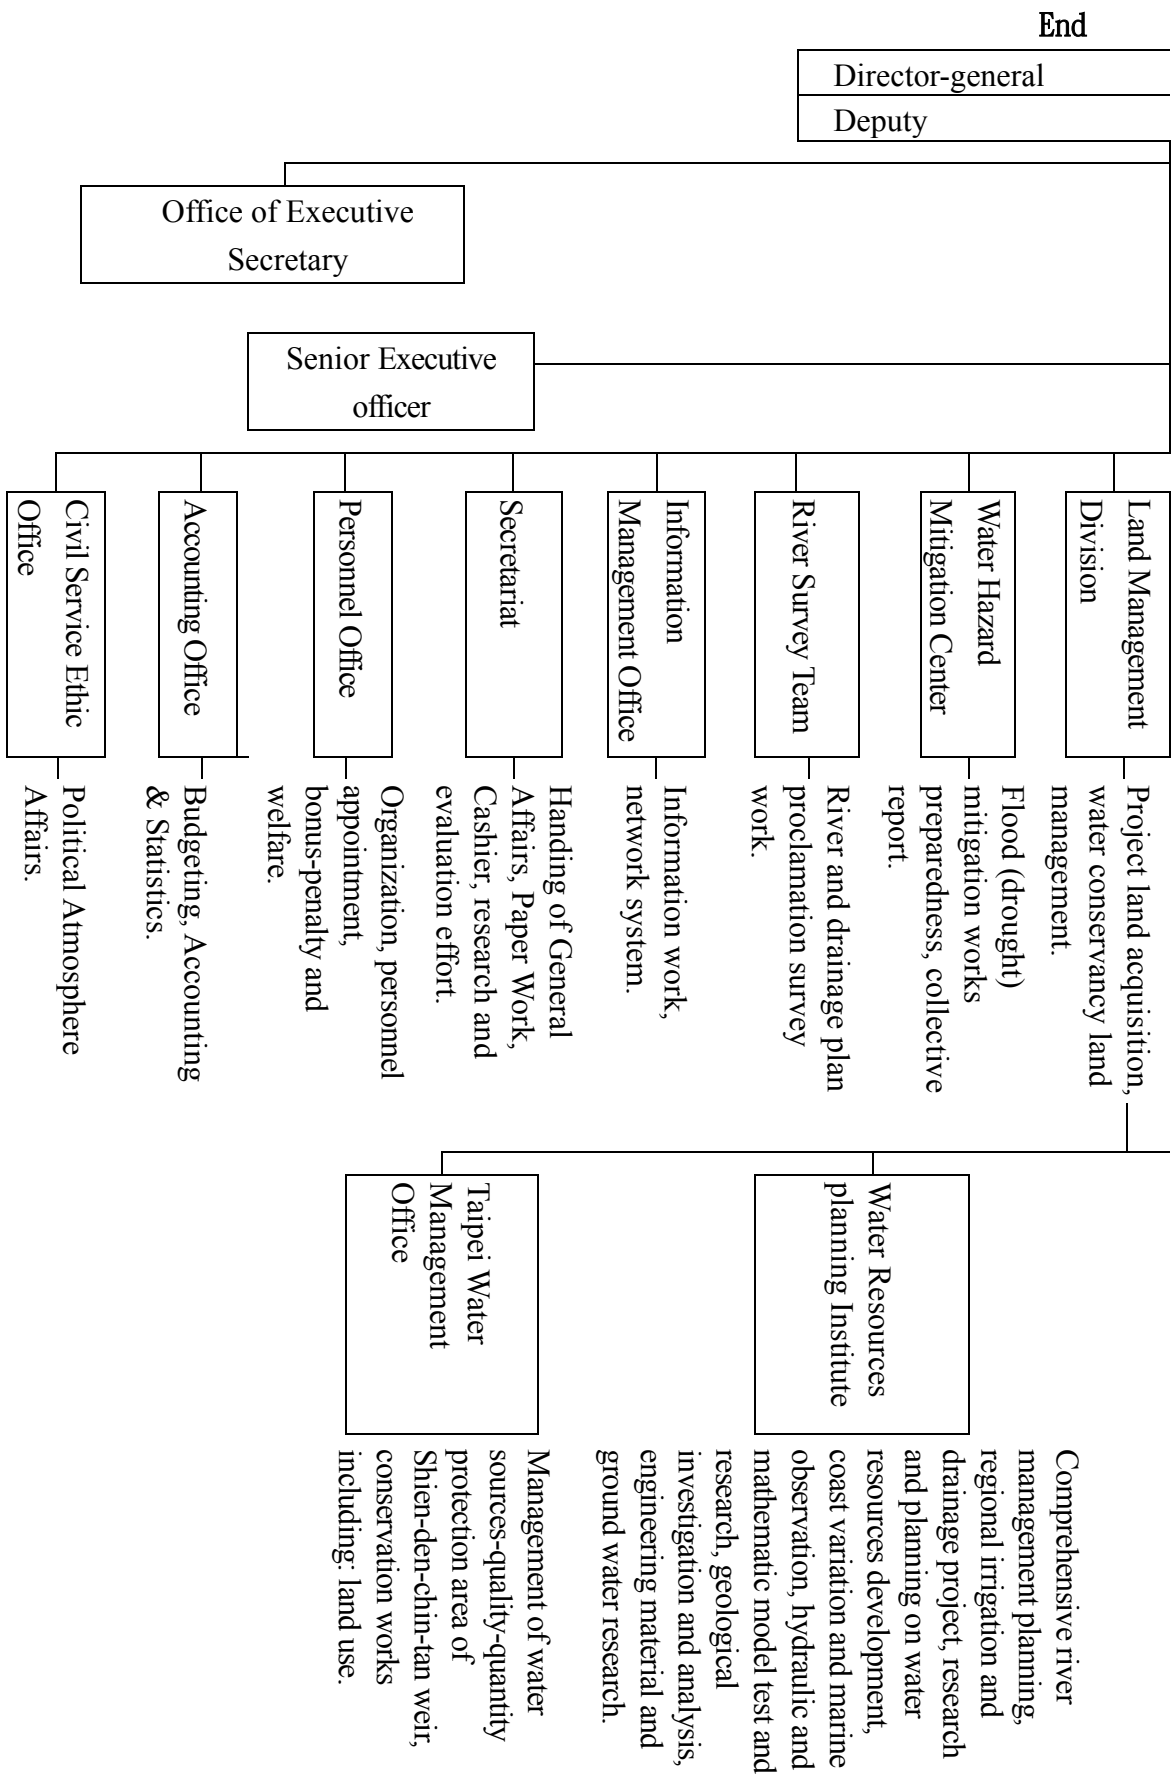 End
Director-general
Deputy
Office of Executive
Secretary
Senior Executive
officer
Civil Service Ethic
Office
Accounting Office
Personnel Office
Secretariat
Information
Management Office
River Survey Team
Water Hazard
Mitigation Center
Land Management
Division
Political Atmosphere
Affairs.
Budgeting, Accounting
& Statistics.
Organization, personnel
appointment,
bonus-penalty and
welfare.
Handing of General
Affairs, Paper Work,
Cashier, research and
evaluation effort.
Information work,
network system.
River and drainage plan
proclamation survey
work.
Flood (drought)
mitigation works
preparedness, collective
report.
Project land acquisition,
water conservancy land
management.
Taipei Water
Management
Office
Water Resources
planning Institute
Management of water
sources-quality-quantity
protection area of
Shien-den-chin-tan weir,
conservation works
including: land use.
Comprehensive river
management planning,
regional irrigation and
drainage project, research
and planning on water
resources development,
coast variation and marine
observation, hydraulic and
mathematic model test and
research, geological
investigation and analysis,
engineering material and
ground water research.